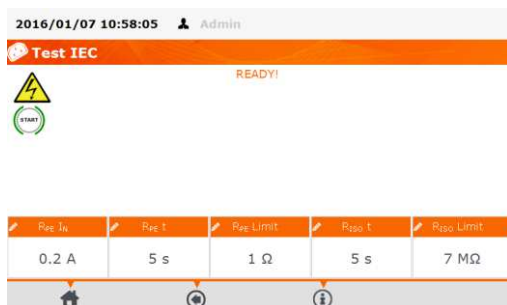 2016/01/07 10:58:05 Admin
Test IEC
READY!
START
RPE IN RPE t RPE Limit RISO t RISO Limit
0.2 A 5 s 1 Ω 5 s 7 MΩ
i